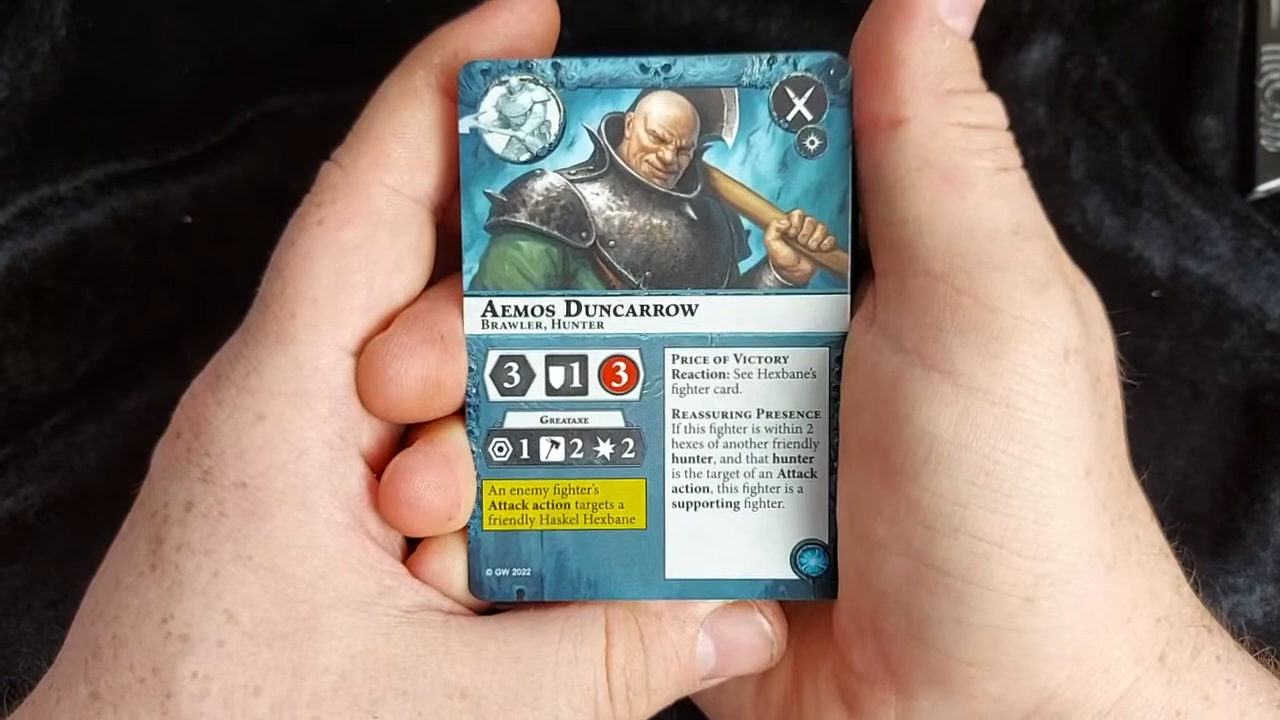 Aemos Duncarrow
Brawler, Hunter
3 1 3
Greataxe
1 2 2
An enemy fighter's
Attack action targets a
friendly Haskel Hexbane
© GW 2022
Price of Victory
Reaction: See Hexbane's
fighter card.
Reassuring Presence
If this fighter is within 2
hexes of another friendly
hunter, and that hunter
is the target of an Attack
action, this fighter is a
supporting fighter.